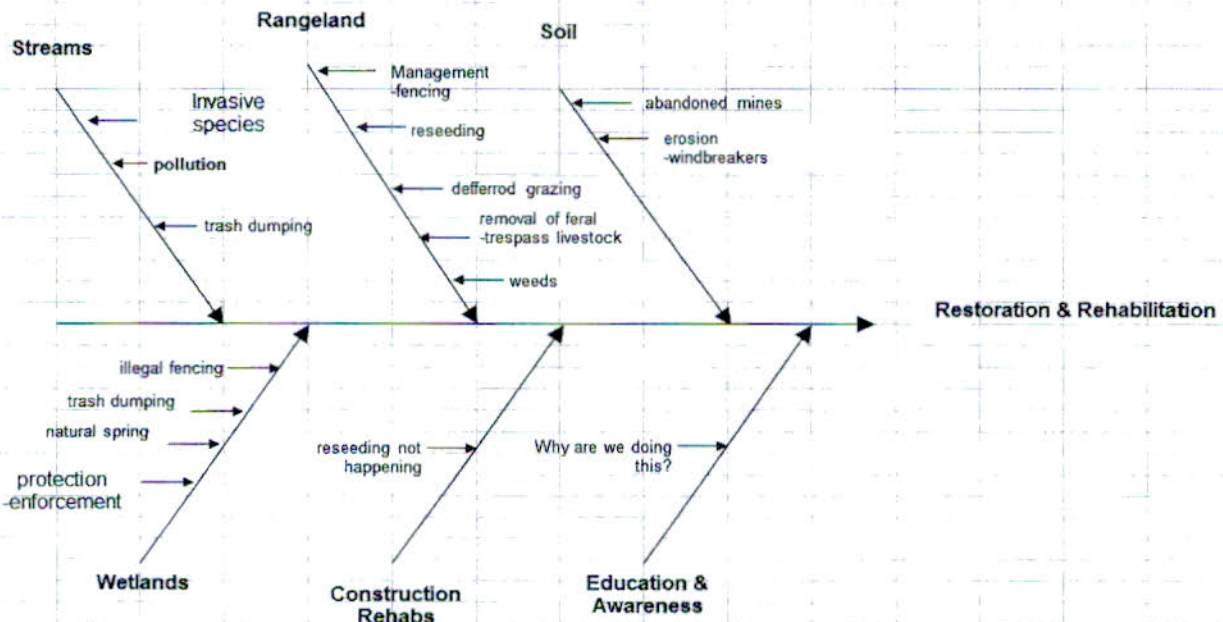 Streams
Invasive
species
pollution
trash dumping
Rangeland
Management
-fencing
reseeding
defferrod grazing
removal of feral
-trespass livestock
weeds
Soil
abandoned mines
erosion
-windbreakers
Restoration & Rehabilitation
illegal fencing
trash dumping
natural spring
protection
-enforcement
Wetlands
reseeding not
happening
Construction
Rehabs
Why are we doing
this?
Education &
Awareness